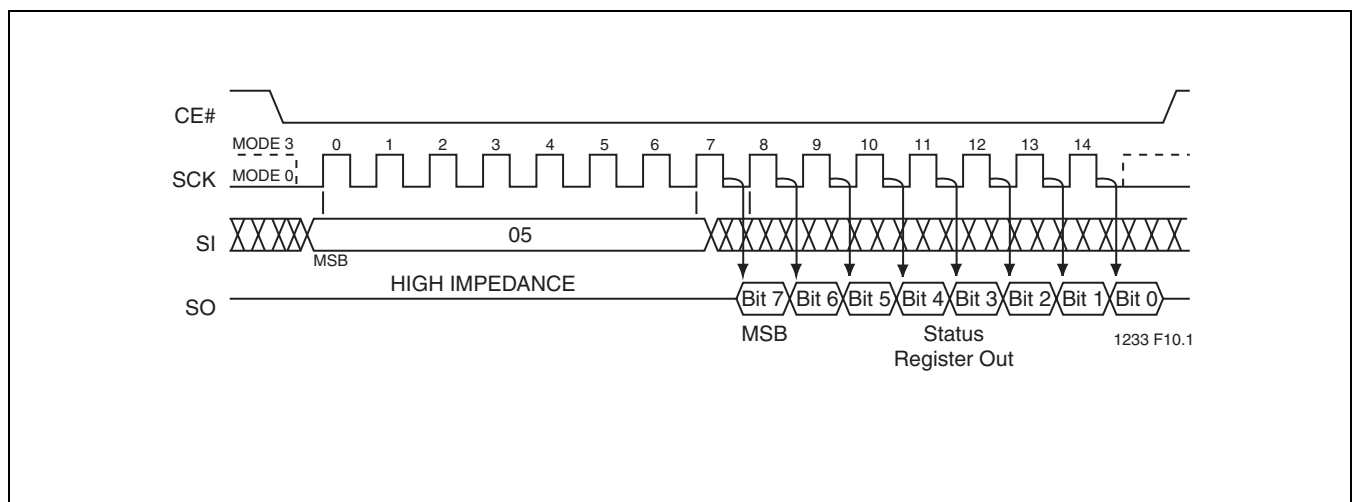 CE#
MODE 3
0 1 2 3 4 5 6 7 8 9 10 11 12 13 14
SCK
MODE 0
SI
05
MSB
HIGH IMPEDANCE
SO
Bit 7 Bit 6 Bit 5 Bit 4 Bit 3 Bit 2 Bit 1 Bit 0
MSB
Status
Register Out
1233 F10.1